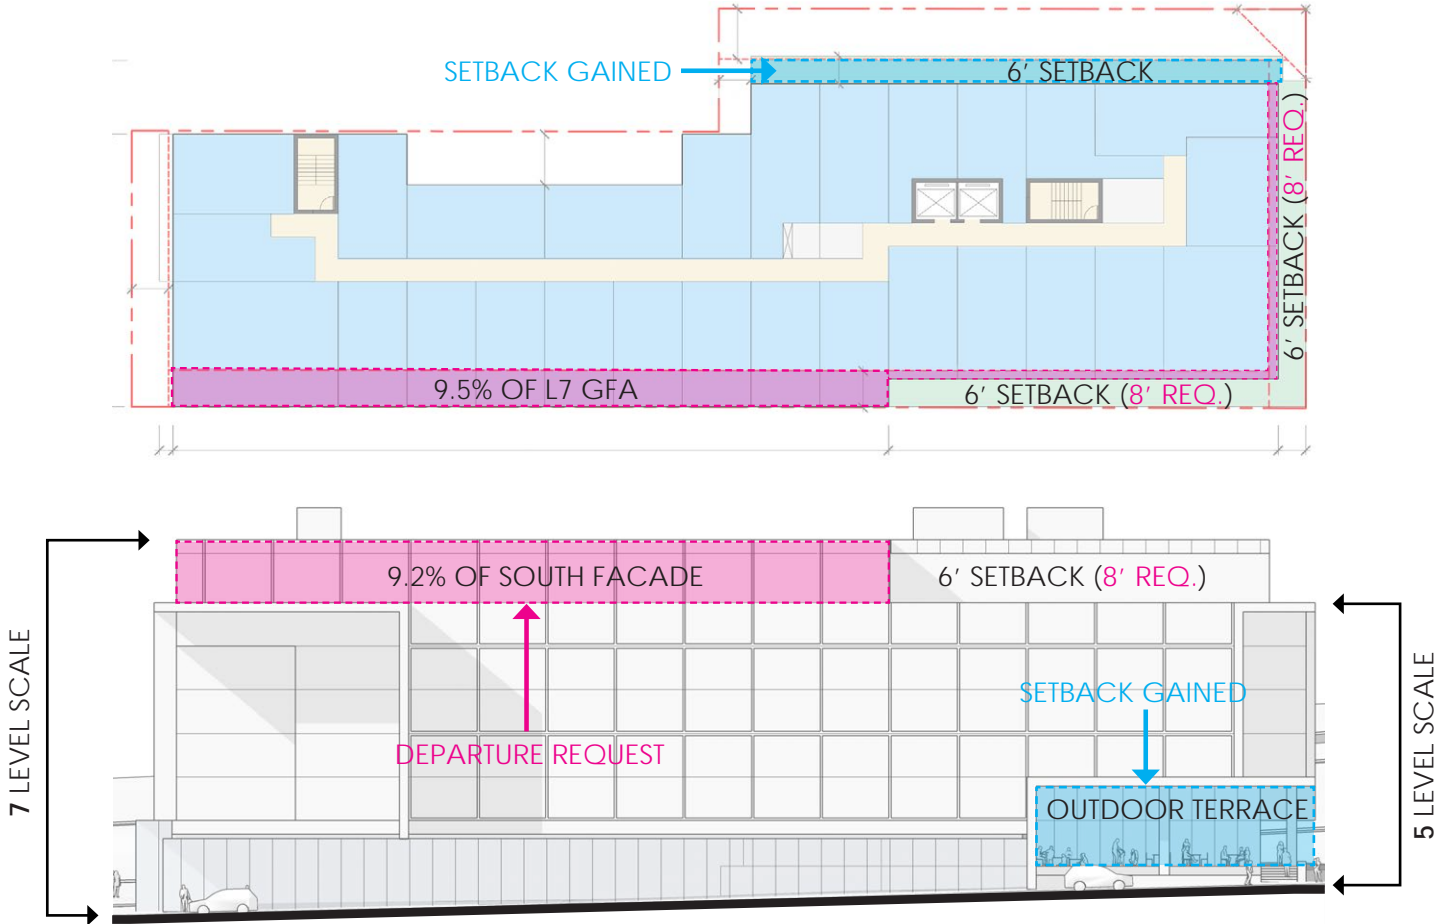 SETBACK GAINED
6' SETBACK
6' SETBACK (8' REQ.)
9.5% OF L7 GFA
6' SETBACK (8' REQ.)
9.2% OF SOUTH FACADE
6' SETBACK (8' REQ.)
7 LEVEL SCALE
SETBACK GAINED
DEPARTURE REQUEST
OUTDOOR TERRACE
5 LEVEL SCALE